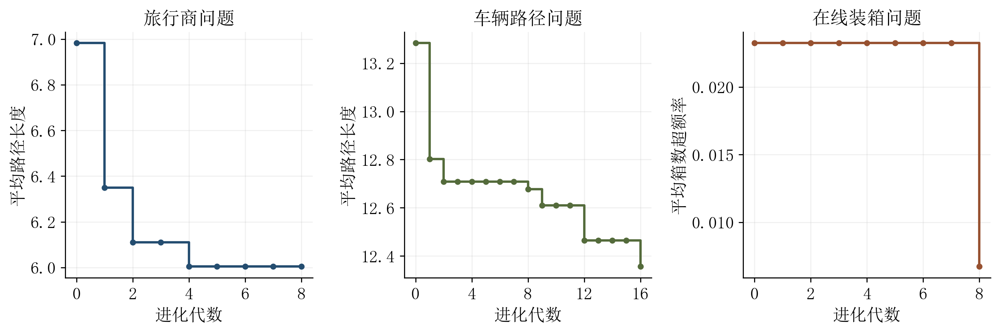 旅行商问题
7.0
6.8
6.6
6.4
6.2
6.0
平均路径长度
0 2 4 6 8
进化代数
车辆路径问题
13.2
13.0
12.8
12.6
12.4
平均路径长度
0 4 8 12 16
进化代数
在线装箱问题
0.020
0.015
0.010
平均箱数超额率
0 2 4 6 8
进化代数